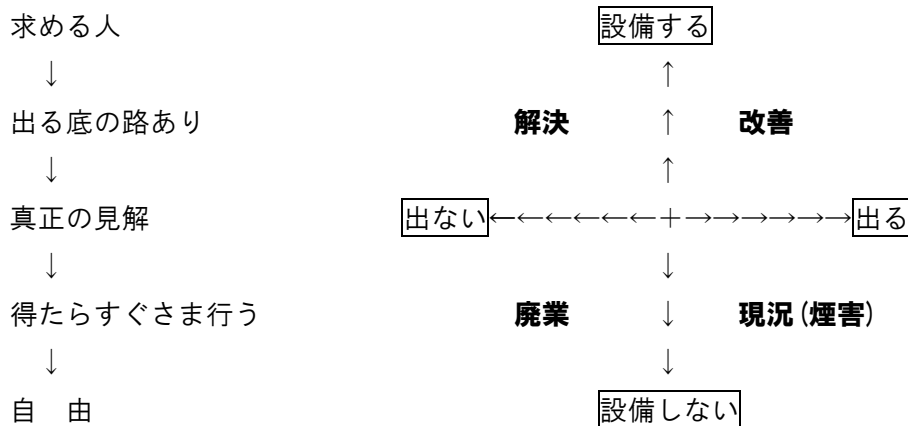 求める人
↓
出る底の路あり
↓
真正の見解
↓
得たらすぐさま行う
↓
自　由
設備する
↑
解決　↑　改善
↑
出ない←←←←←←＋→→→→→→出る
↓
廃業　↓　現況(煙害)
↓
設備しない